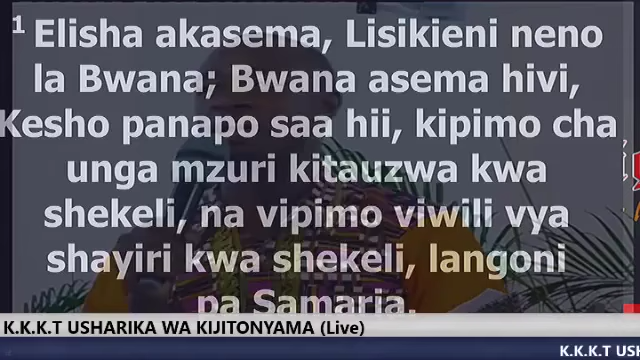 1 Elisha akasema, Lisikieni neno
la Bwana; Bwana asema hivi,
Kesho panapo saa hii, kipimo cha
unga mzuri kitauzwa kwa
shekeli, na vipimo viwili vya
shayiri kwa shekeli, langoni
pa Samaria.
K.K.K.T USHARIKA WA KIJITONYAMA (Live)
K.K.K.T USH